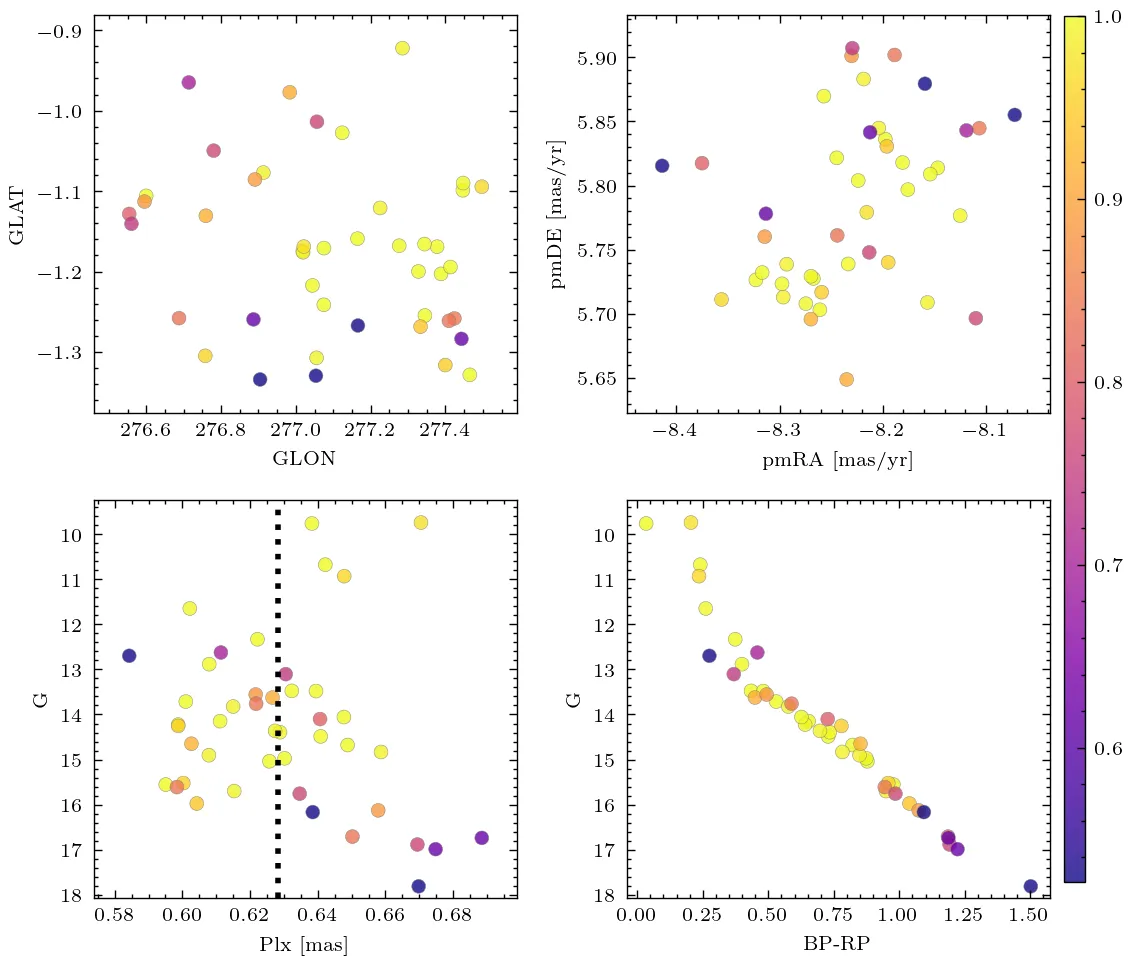 −0.9
−1.0
−1.1
−1.2
−1.3
GLAT
276.6 276.8 277.0 277.2 277.4
GLON
5.90
5.85
5.80
5.75
5.70
5.65
pmDE [mas/yr]
−8.4 −8.3 −8.2 −8.1
pmRA [mas/yr]
10
11
12
13
14
15
16
17
18
G
0.58 0.60 0.62 0.64 0.66 0.68
Plx [mas]
10
11
12
13
14
15
16
17
18
G
0.00 0.25 0.50 0.75 1.00 1.25 1.50
BP-RP
1.0
0.9
0.8
0.7
0.6